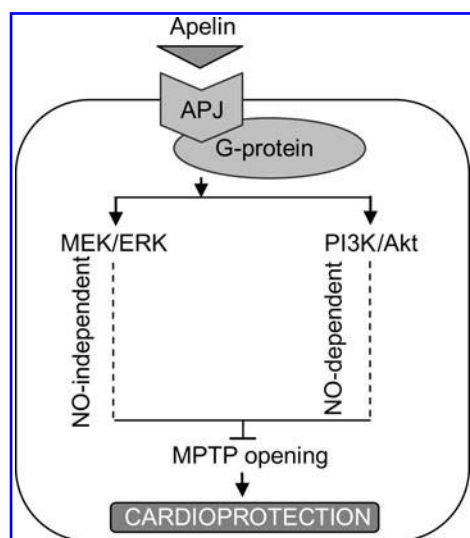 Apelin
APJ
G-protein
MEK/ERK
PI3K/Akt
NO-independent
NO-dependent
MPTP opening
CARDIOPROTECTION